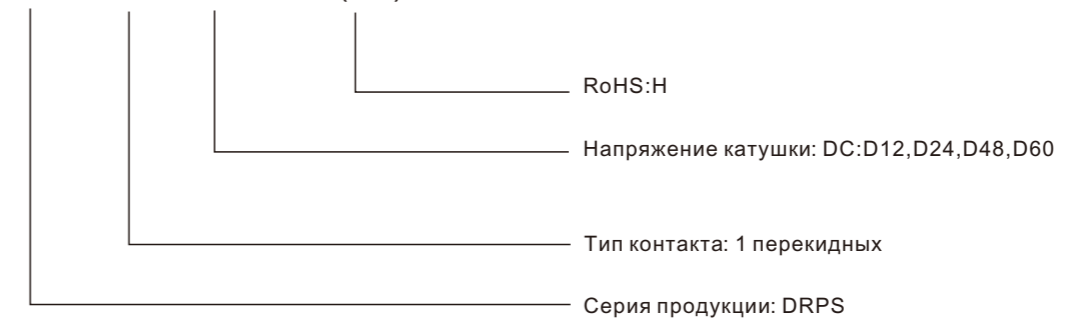 RoHS:H
Напряжение катушки: DC:D12,D24,D48,D60
Тип контакта: 1 перекидных
Серия продукции: DRPS